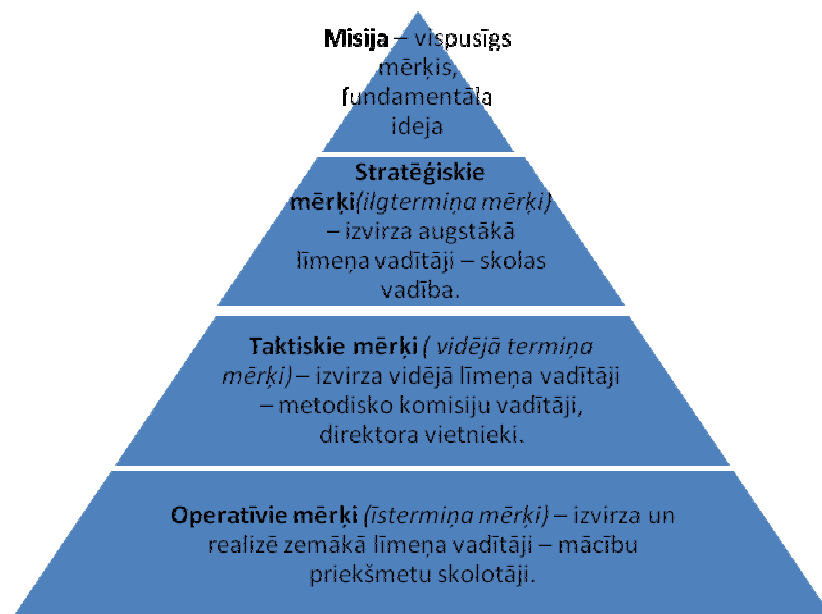 Misija – vispusīgs
mērķis,
fundamentāla
ideja
Stratēģiskie
mērķi(ilgtermiņa mērķi)
– izvirza augstākā
līmeņa vadītāji – skolas
vadība.
Taktiskie mērķi ( vidējā termiņa
mērķi) – izvirza vidējā līmeņa vadītāji
– metodisko komisiju vadītāji,
direktora vietnieki.
Operatīvie mērķi (īstermiņa mērķi) – izvirza un
realizē zemākā līmeņa vadītāji – mācību
priekšmetu skolotāji.